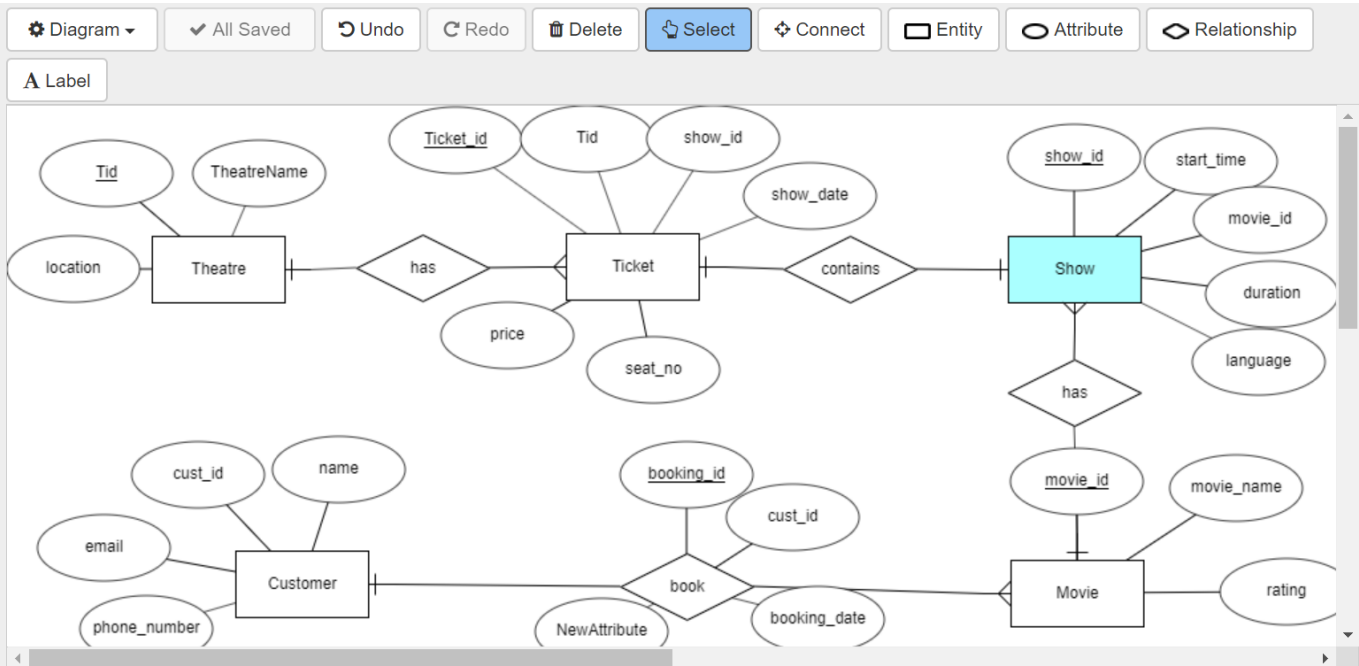 Diagram
All Saved
Undo
Redo
Delete
Select
Connect
Entity
Attribute
Relationship
A Label
Ticket_id
Tid
show_id
show_id
start_time
Tid
TheatreName
show_date
movie_id
location
Theatre
has
Ticket
contains
Show
duration
price
seat_no
language
has
cust_id
name
booking_id
movie_id
movie_name
cust_id
email
Customer
book
Movie
rating
phone_number
NewAttribute
booking_date